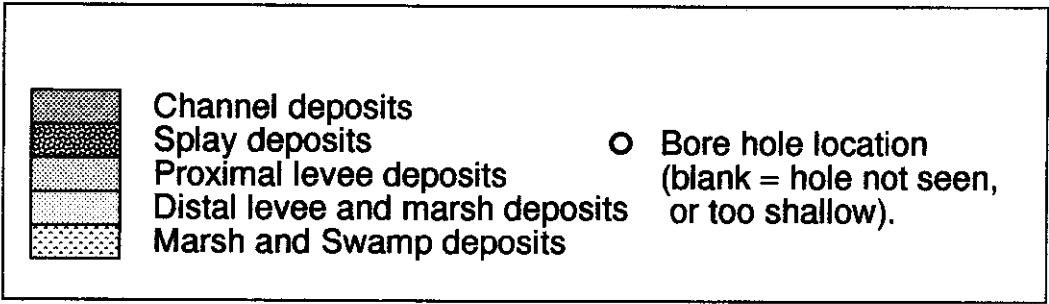 Channel deposits
Splay deposits
Proximal levee deposits
Distal levee and marsh deposits
Marsh and Swamp deposits
Bore hole location
(blank = hole not seen,
or too shallow).